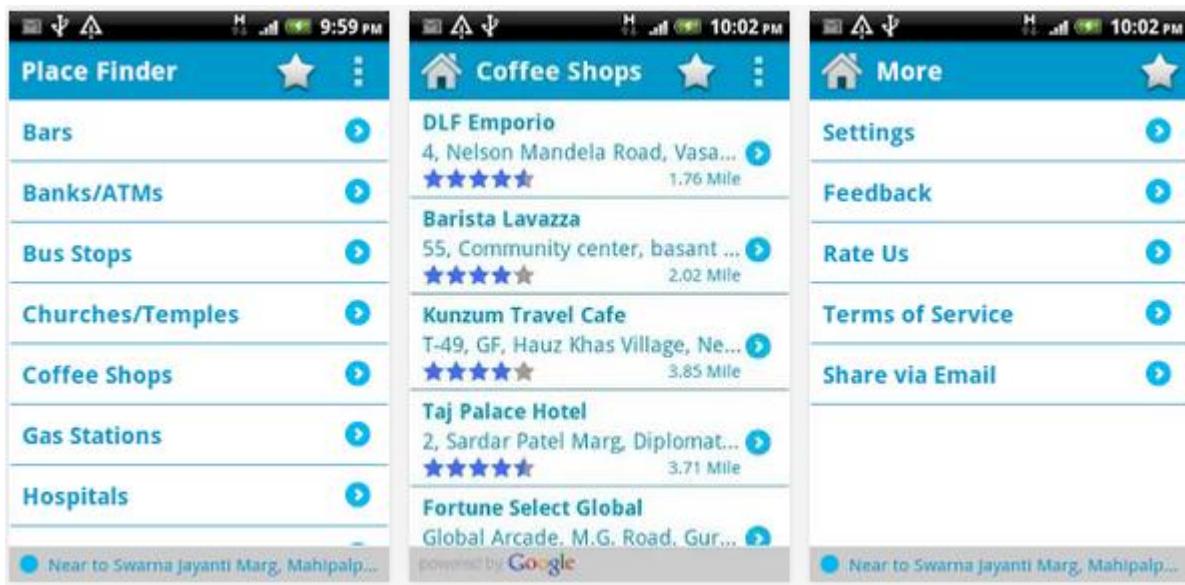 H 9:59 PM
Place Finder
Bars
Banks/ATMs
Bus Stops
Churches/Temples
Coffee Shops
Gas Stations
Hospitals
Near to Swarna Jayanti Marg, Mahipalp...
H 10:02 PM
Coffee Shops
DLF Emporio
4, Nelson Mandela Road, Vasa...
1.76 Mile
Barista Lavazza
55, Community center, basant ...
2.02 Mile
Kunzum Travel Cafe
T-49, GF, Hauz Khas Village, Ne...
3.85 Mile
Taj Palace Hotel
2, Sardar Patel Marg, Diplomat...
3.71 Mile
Fortune Select Global
Global Arcade, M.G. Road, Gur...
powered by Google
H 10:02 PM
More
Settings
Feedback
Rate Us
Terms of Service
Share via Email
Near to Swarna Jayanti Marg, Mahipalp...